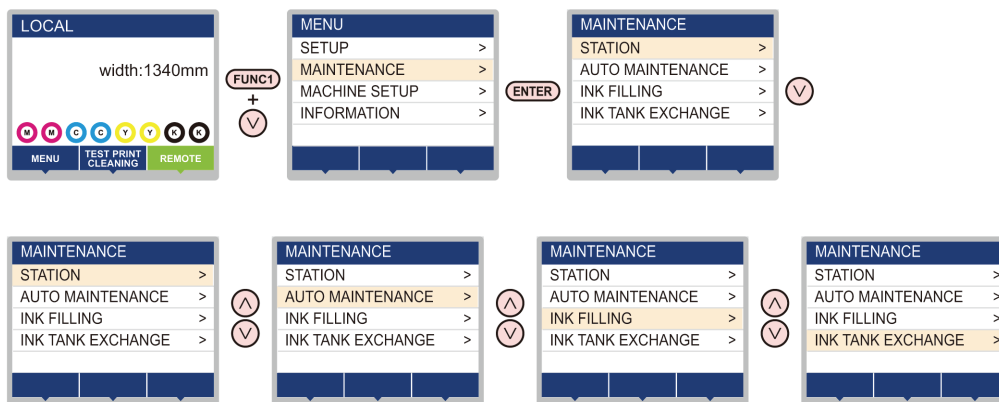 LOCAL
width:1340mm
M M C C Y Y K K
MENU TEST PRINT CLEANING REMOTE
FUNC1
+
MENU
SETUP >
MAINTENANCE >
MACHINE SETUP >
INFORMATION >
ENTER
MAINTENANCE
STATION >
AUTO MAINTENANCE >
INK FILLING >
INK TANK EXCHANGE >
MAINTENANCE
STATION >
AUTO MAINTENANCE >
INK FILLING >
INK TANK EXCHANGE >
MAINTENANCE
STATION >
AUTO MAINTENANCE >
INK FILLING >
INK TANK EXCHANGE >
MAINTENANCE
STATION >
AUTO MAINTENANCE >
INK FILLING >
INK TANK EXCHANGE >
MAINTENANCE
STATION >
AUTO MAINTENANCE >
INK FILLING >
INK TANK EXCHANGE >